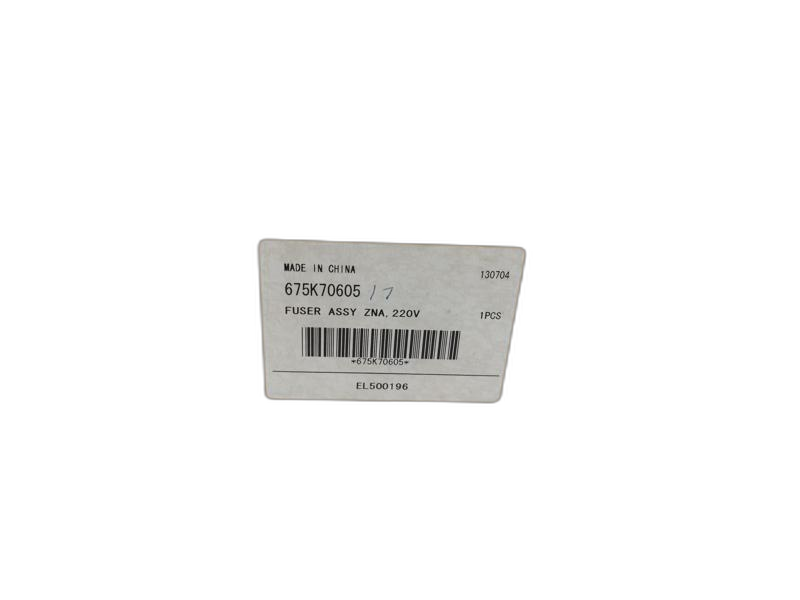 MADE IN CHINA
130704
675K70605 17
FUSER ASSY ZNA, 220V
1PCS
*675K70605*
EL500196